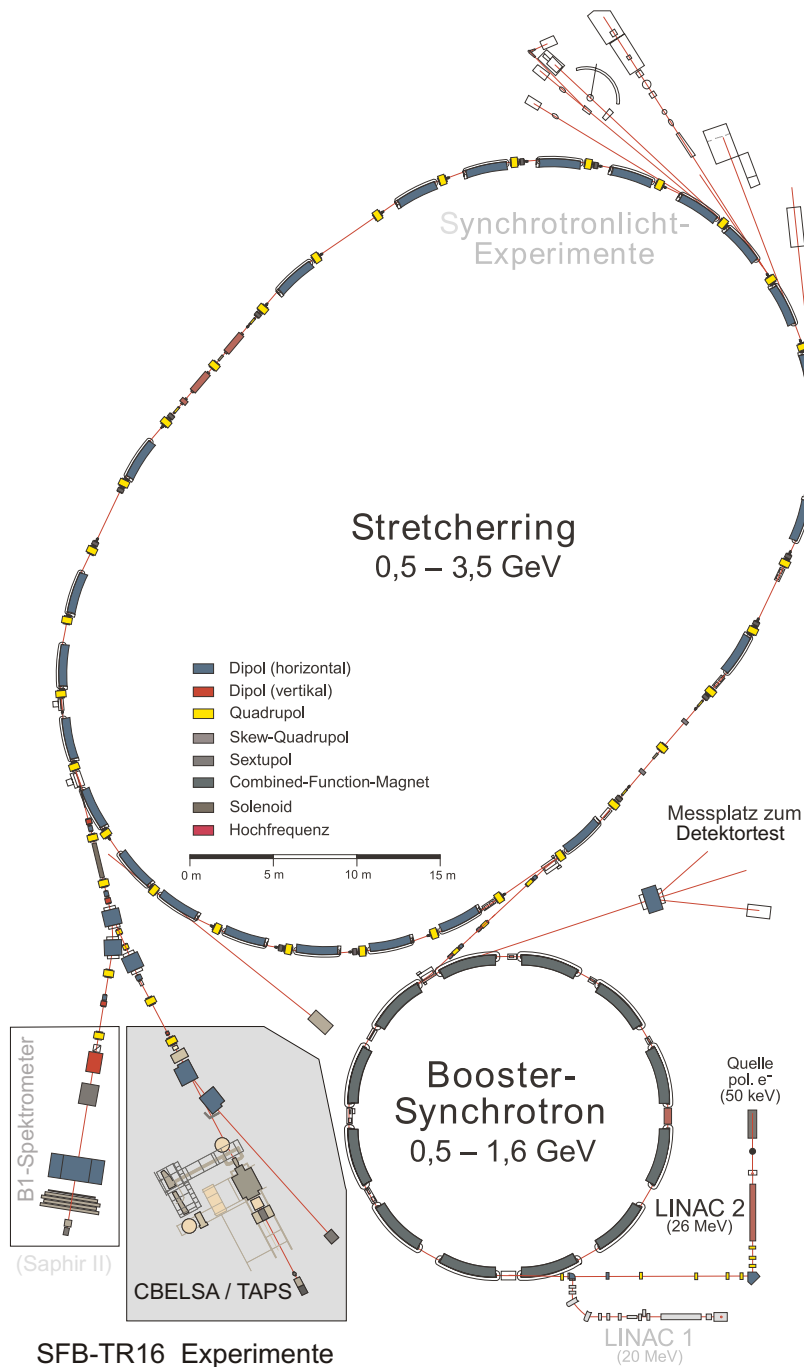 Synchrotronlicht-
Experimente
Stretcherring
0,5 – 3,5 GeV
Dipol (horizontal)
Dipol (vertikal)
Quadrupol
Skew-Quadrupol
Sextupol
Combined-Function-Magnet
Solenoid
Hochfrequenz
0 m
5 m
10 m
15 m
Messplatz zum
Detektortest
Booster-
Synchrotron
0,5 – 1,6 GeV
Quelle
pol. e⁻
(50 keV)
LINAC 2
(26 MeV)
LINAC 1
(20 MeV)
B1-Spektrometer
(Saphir II)
CBELSA / TAPS
SFB-TR16 Experimente